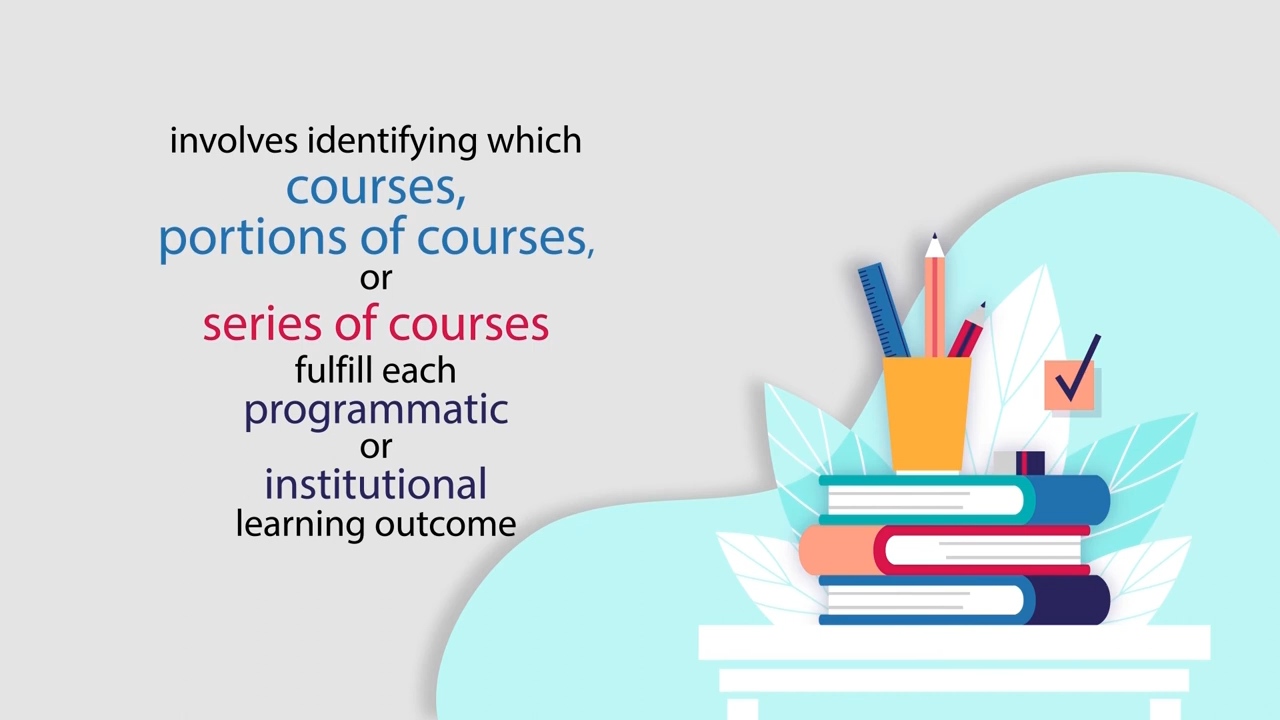 involves identifying which
courses,
portions of courses,
or
series of courses
fulfill each
programmatic
or
institutional
learning outcome